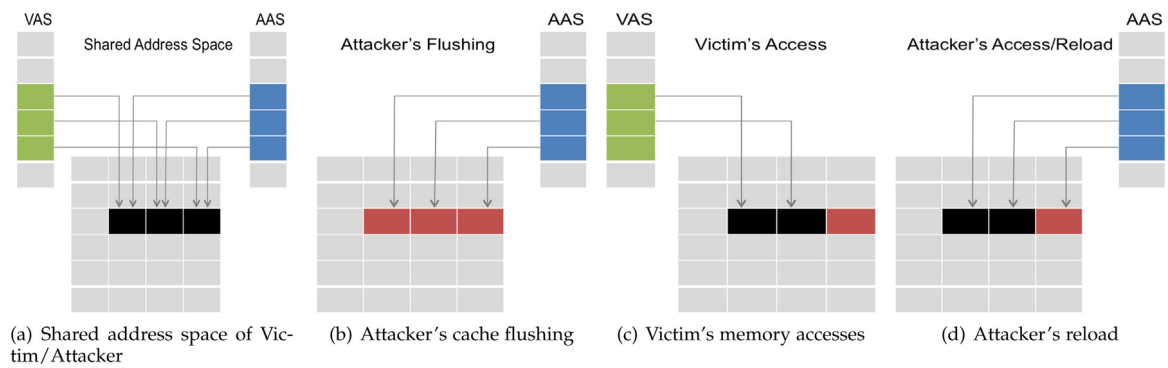 VAS
AAS
Shared Address Space
Attacker's Flushing
AAS
VAS
Victim's Access
Attacker's Access/Reload
AAS
(a) Shared address space of Vic-
tim/Attacker
(b) Attacker's cache flushing
(c) Victim's memory accesses
(d) Attacker's reload